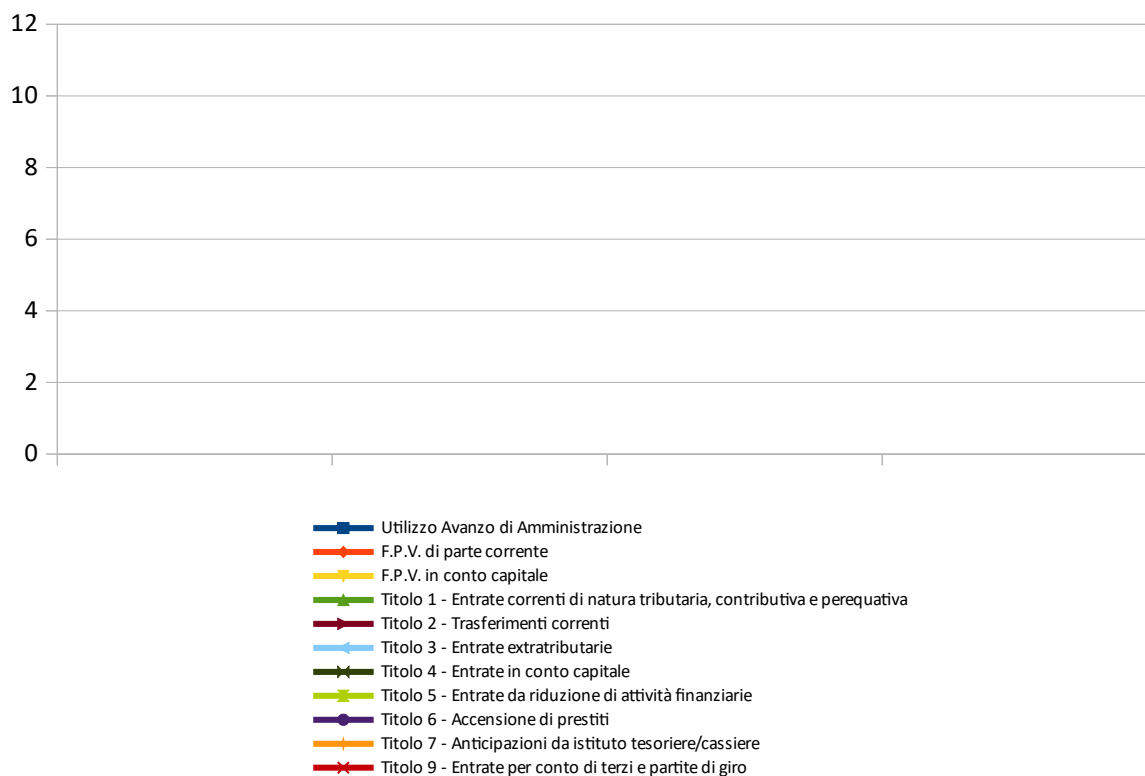 12
10
8
6
4
2
0
Utilizzo Avanzo di Amministrazione
F.P.V. di parte corrente
F.P.V. in conto capitale
Titolo 1 - Entrate correnti di natura tributaria, contributiva e perequativa
Titolo 2 - Trasferimenti correnti
Titolo 3 - Entrate extratributarie
Titolo 4 - Entrate in conto capitale
Titolo 5 - Entrate da riduzione di attività finanziarie
Titolo 6 - Accensione di prestiti
Titolo 7 - Anticipazioni da istituto tesoriere/cassiere
Titolo 9 - Entrate per conto di terzi e partite di giro